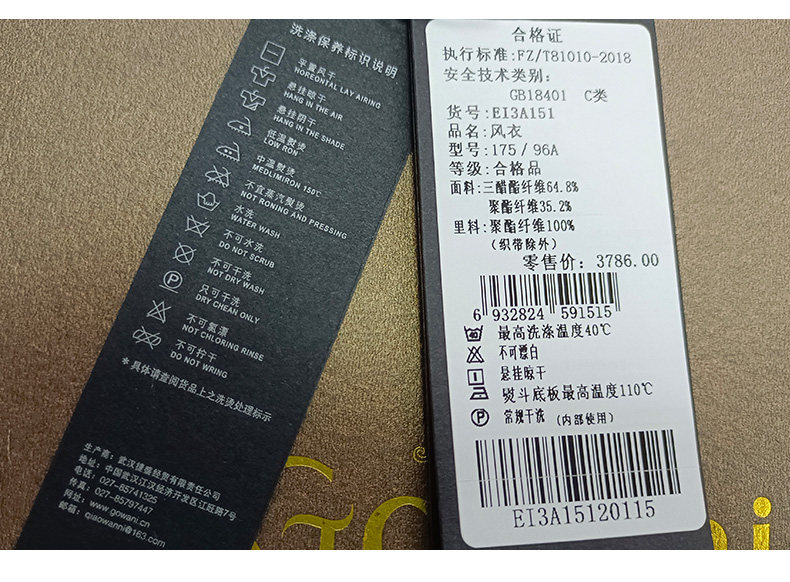 洗涤保养标识说明
平置风干
HOREONTAL LAY AIRING
悬挂晾干
HANG IN THE AIR
悬挂阴干
HANG IN THE SHADE
低温熨烫
LOW RON
中温熨烫
MEDLIMIRON 150℃
不宜蒸汽熨烫
NOT RONING AND PRESSING
水洗
WATER WASH
不可水洗
DO NOT SCRUB
不可干洗
NOT DRY WASH
只可干洗
DRY CHEAN ONLY
不可氯漂
NOT CHLORING RINSE
不可拧干
DO NOT WRING
*具体请查阅货品上之洗烫处理标示
生产商: 武汉捷旎经贸有限责任公司
地址: 中国武汉江汉经济开发区江旺路7号
电话: 027-85741325
传真: 027-85797447
网址: www.gowani.cn
邮箱: qiaowanni@163.com
合格证
执行标准:FZ/T81010-2018
安全技术类别:
GB18401 C类
货号:EI3A151
品名:风衣
型号:175/96A
等级:合格品
面料:三醋酯纤维64.8%
聚酯纤维35.2%
里料:聚酯纤维100%
(织带除外)
零售价: 3786.00
6 932824 591515
最高洗涤温度40℃
不可漂白
悬挂晾干
熨斗底板最高温度110℃
P 常规干洗 (内部使用)
EI3A15120115